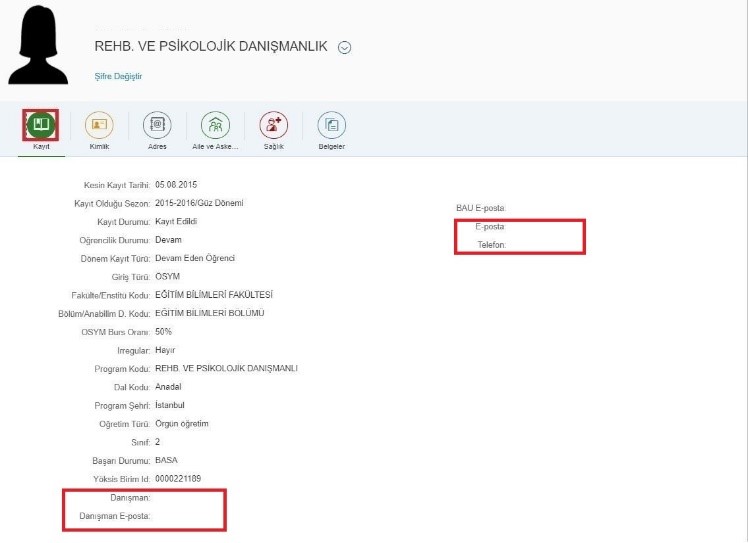 REHB. VE PSİKOLOJİK DANIŞMANLIK
Şifre Değiştir
Kayıt
Kimlik
Adres
Aile ve Aske...
Sağlık
Belgeler
Kesin Kayıt Tarihi: 05.08.2015
Kayıt Olduğu Sezon: 2015-2016/Güz Dönemi
Kayıt Durumu: Kayıt Edildi
Öğrencilik Durumu: Devam
Dönem Kayıt Türü: Devam Eden Öğrenci
Giriş Türü: ÖSYM
Fakülte/Enstitü Kodu: EĞİTİM BİLİMLERİ FAKÜLTESİ
Bölüm/Anabilim D. Kodu: EĞİTİM BİLİMLERİ BÖLÜMÜ
ÖSYM Burs Oranı: 50%
Irregular: Hayır
Program Kodu: REHB. VE PSİKOLOJİK DANIŞMANLI
Dal Kodu: Anadal
Program Şehri: İstanbul
Öğretim Türü: Örgün öğretim
Sınıf: 2
Başarı Durumu: BASA
Yöksis Birim Id: 0000221189
Danışman:
Danışman E-posta:
BAU E-posta:
E-posta:
Telefon: